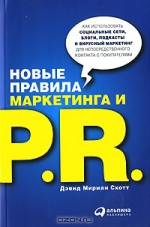 КАК ИСПОЛЬЗОВАТЬ
СОЦИАЛЬНЫЕ СЕТИ,
БЛОГИ, ПОДКАСТЫ
И ВИРУСНЫЙ МАРКЕТИНГ
ДЛЯ НЕПОСРЕДСТВЕННОГО
КОНТАКТА С ПОКУПАТЕЛЯМИ
НОВЫЕ ПРАВИЛА
МАРКЕТИНГА И
P.R.
Дэвид Мирман Скотт
АЛЬПИНА